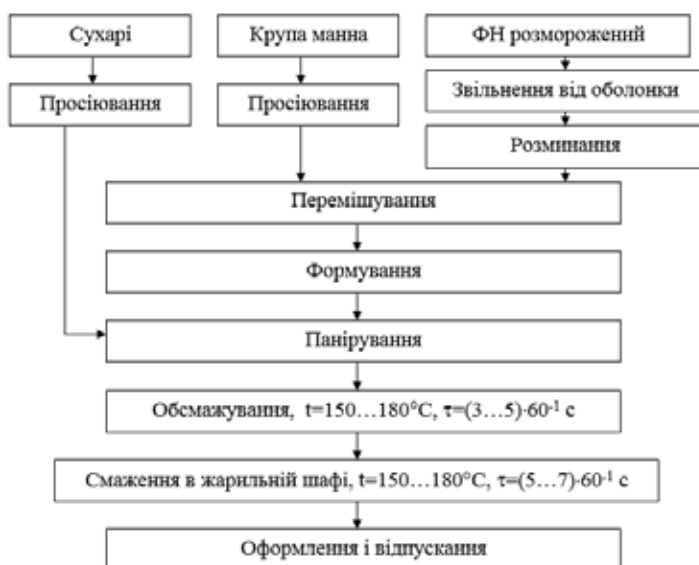 Сухарі
Крупа манна
ФН розморожений
Просіювання
Просіювання
Звільнення від оболонки
Розминання
Перемішування
Формування
Панірування
Обсмажування, t=150…180°C, τ=(3…5)·60⁻¹ с
Смаження в жарильній шафі, t=150…180°C, τ=(5…7)·60⁻¹ с
Оформлення і відпускання